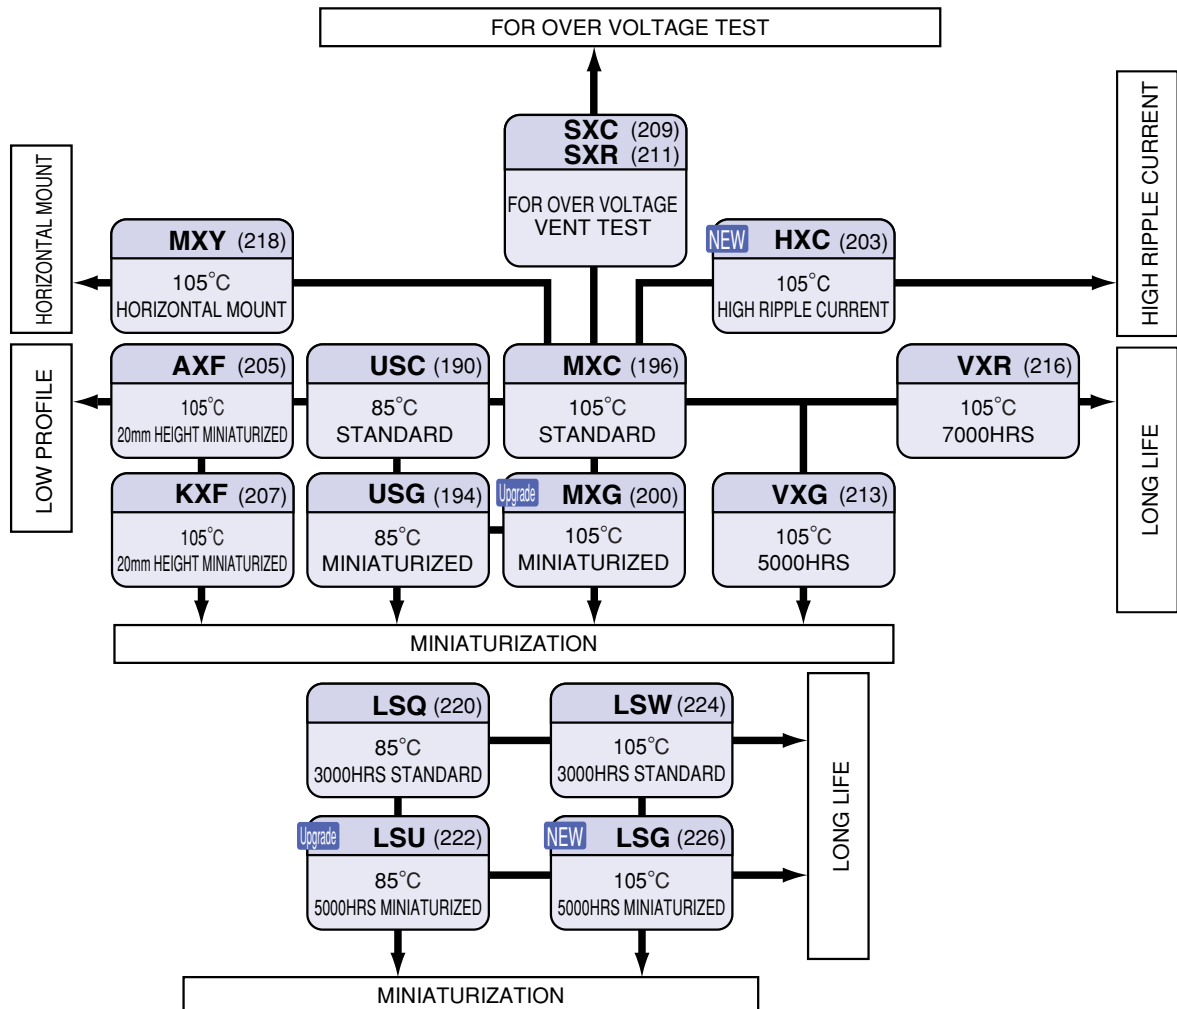 FOR OVER VOLTAGE TEST
SXC (209)
SXR (211)
FOR OVER VOLTAGE
VENT TEST
HORIZONTAL MOUNT
MXY (218)
105°C
HORIZONTAL MOUNT
NEW
HXC (203)
105°C
HIGH RIPPLE CURRENT
HIGH RIPPLE CURRENT
LOW PROFILE
AXF (205)
105°C
20mm HEIGHT MINIATURIZED
USC (190)
85°C
STANDARD
MXC (196)
105°C
STANDARD
VXR (216)
105°C
7000HRS
LONG LIFE
KXF (207)
105°C
20mm HEIGHT MINIATURIZED
USG (194)
85°C
MINIATURIZED
Upgrade
MXG (200)
105°C
MINIATURIZED
VXG (213)
105°C
5000HRS
MINIATURIZATION
LSQ (220)
85°C
3000HRS STANDARD
LSW (224)
105°C
3000HRS STANDARD
LONG LIFE
Upgrade
LSU (222)
85°C
5000HRS MINIATURIZED
NEW
LSG (226)
105°C
5000HRS MINIATURIZED
MINIATURIZATION